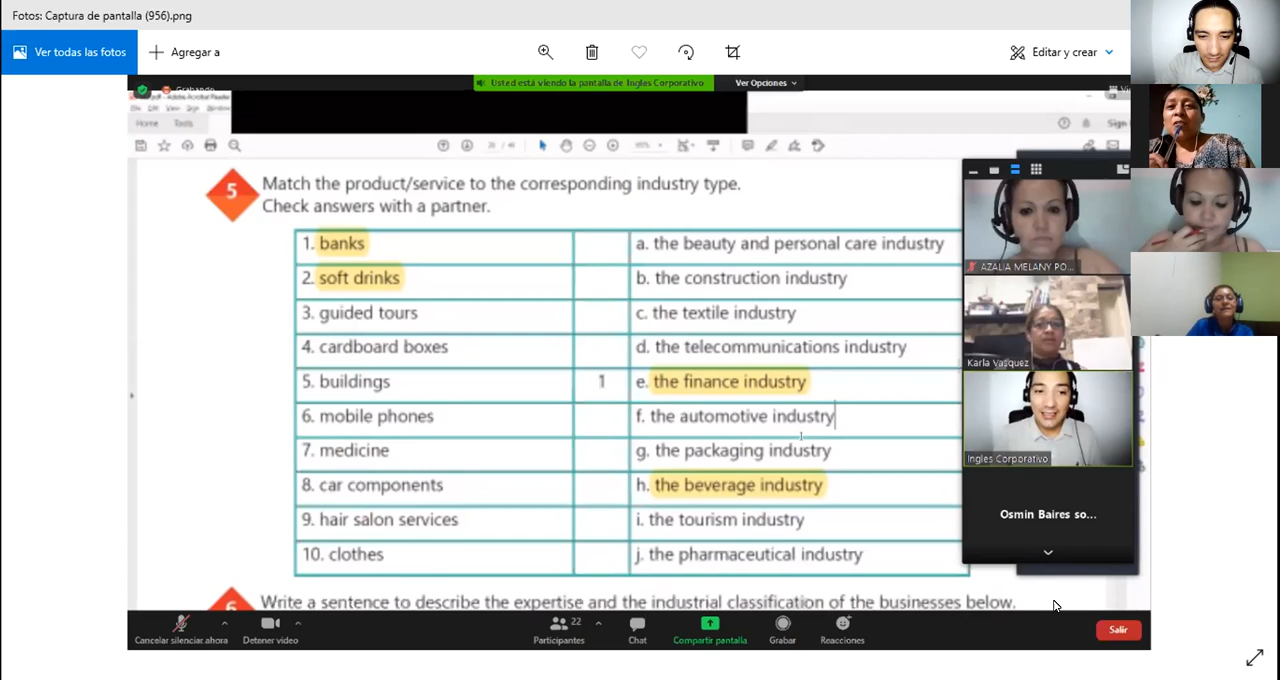 Fotos: Captura de pantalla (956).png
Ver todas las fotos
Agregar a
Editar y crear
Grabando
Usted está viendo la pantalla de Ingles Corporativo
Ver Opciones
Home Tools
Sign
5 Match the product/service to the corresponding industry type.
Check answers with a partner.
1. banks a. the beauty and personal care industry
2. soft drinks b. the construction industry
3. guided tours c. the textile industry
4. cardboard boxes d. the telecommunications industry
5. buildings 1 e. the finance industry
6. mobile phones f. the automotive industry
7. medicine g. the packaging industry
8. car components h. the beverage industry
9. hair salon services i. the tourism industry
10. clothes j. the pharmaceutical industry
6 Write a sentence to describe the expertise and the industrial classification of the businesses below.
AZALIA MELANY PO...
Karla Vasquez
Ingles Corporativo
Osmin Baires so...
Cancelar silenciar ahora
Detener video
22
Participantes
Chat
Compartir pantalla
Grabar
Reacciones
Salir